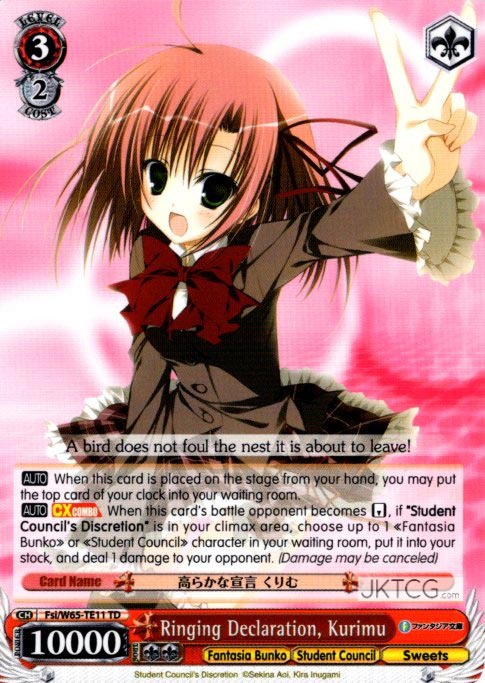 LEVEL
3
2
COST
A bird does not foul the nest it is about to leave!
AUTO When this card is placed on the stage from your hand, you may put
the top card of your clock into your waiting room.
AUTO CXCOMBO When this card's battle opponent becomes, if "Student
Council's Discretion" is in your climax area, choose up to 1 «Fantasia
Bunko» or «Student Council» character in your waiting room, put it into your
stock, and deal 1 damage to your opponent. (Damage may be canceled)
Card Name 高らかな宣言 くりむ
JKTCG.com
CH Fsl/W65-TE11 TD
POWER 10000 SOUL Ringing Declaration, Kurimu ファンタジア文庫
Fantasia Bunko Student Council Sweets
Student Council's Discretion ©Sekina Aoi, Kira Inugami